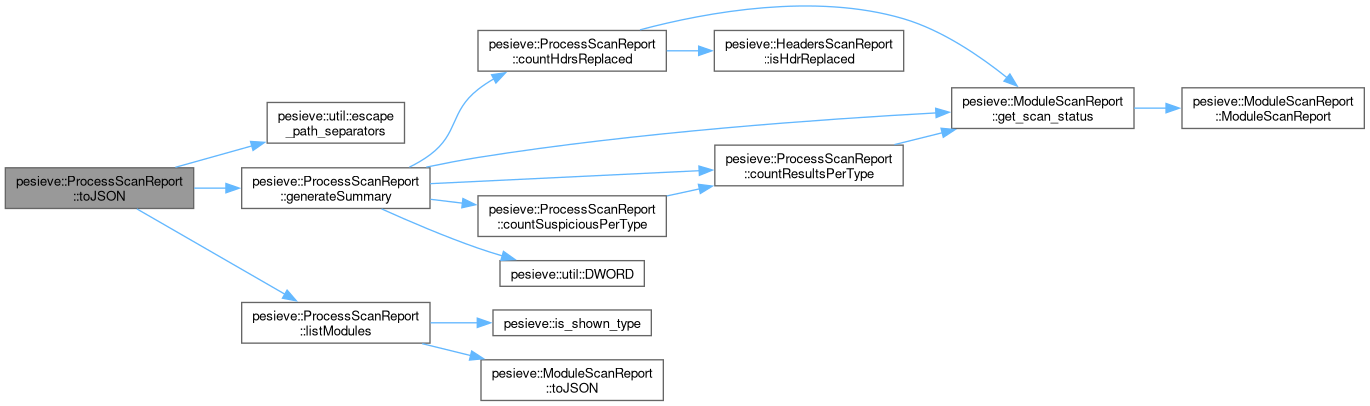 pesieve::ProcessScanReport
::toJSON
pesieve::util::escape
_path_separators
pesieve::ProcessScanReport
::generateSummary
pesieve::ProcessScanReport
::listModules
pesieve::ProcessScanReport
::countHdrsReplaced
pesieve::ProcessScanReport
::countSuspiciousPerType
pesieve::util::DWORD
pesieve::is_shown_type
pesieve::ModuleScanReport
::toJSON
pesieve::HeadersScanReport
::isHdrReplaced
pesieve::ProcessScanReport
::countResultsPerType
pesieve::ModuleScanReport
::get_scan_status
pesieve::ModuleScanReport
::ModuleScanReport